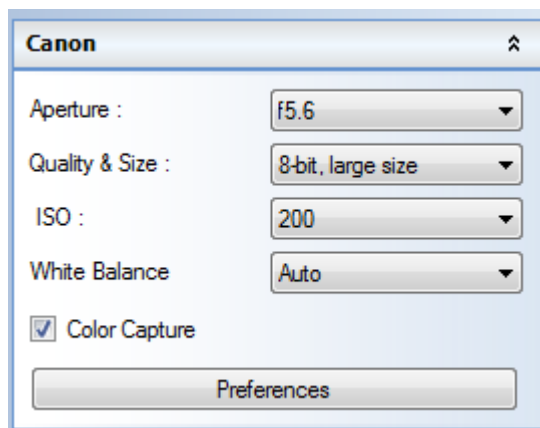 Canon
Aperture : f5.6
Quality & Size : 8-bit, large size
ISO : 200
White Balance Auto
Color Capture
Preferences